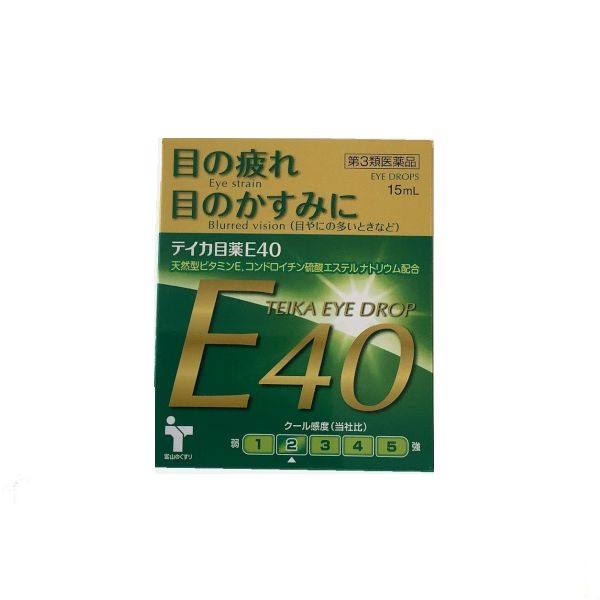 目の疲れ
第3類医薬品
Eye strain
EYE DROPS
15mL
目のかすみに
Blurred vision (目やにの多いときなど)
テイカ目薬E40
天然型ビタミンE、コンドロイチン硫酸エステルナトリウム配合
TEIKA EYE DROP
E40
クール感度(当社比)
弱 1 2 3 4 5 強
富山のくすり